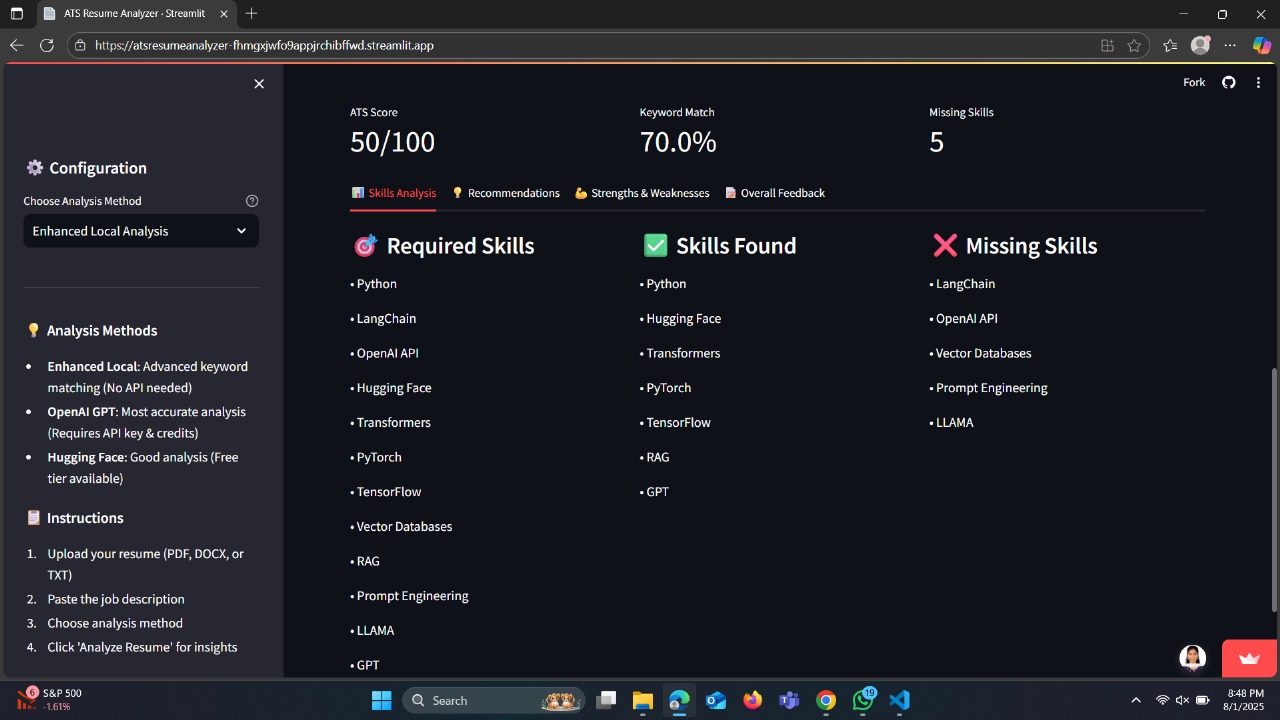 ATS Resume Analyzer · Streamlit
https://atsresumeanalyzer-fhmgxjwfo9appjrchibffwd.streamlit.app
Fork
Configuration
Choose Analysis Method
Enhanced Local Analysis
Analysis Methods
• Enhanced Local: Advanced keyword
matching (No API needed)
• OpenAI GPT: Most accurate analysis
(Requires API key & credits)
• Hugging Face: Good analysis (Free
tier available)
Instructions
1. Upload your resume (PDF, DOCX, or
TXT)
2. Paste the job description
3. Choose analysis method
4. Click 'Analyze Resume' for insights
ATS Score
50/100
Keyword Match
70.0%
Missing Skills
5
Skills Analysis
Recommendations
Strengths & Weaknesses
Overall Feedback
Required Skills
• Python
• LangChain
• OpenAI API
• Hugging Face
• Transformers
• PyTorch
• TensorFlow
• Vector Databases
• RAG
• Prompt Engineering
• LLAMA
• GPT
Skills Found
• Python
• Hugging Face
• Transformers
• PyTorch
• TensorFlow
• RAG
• GPT
Missing Skills
• LangChain
• OpenAI API
• Vector Databases
• Prompt Engineering
• LLAMA
6
S&P 500
-1.61%
Search
19
8:48 PM
8/1/2025